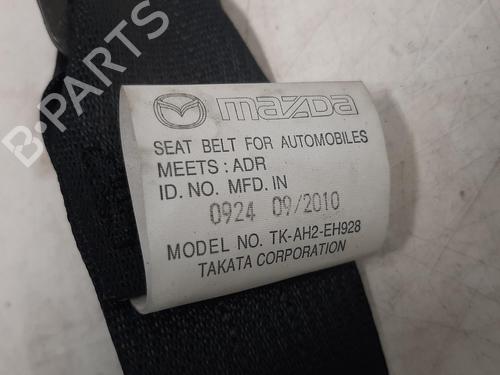 B-PARTS
mazda
SEAT BELT FOR AUTOMOBILES
MEETS : ADR
ID. NO. MFD. IN
0924 09/2010
MODEL NO. TK-AH2-EH928
TAKATA CORPORATION